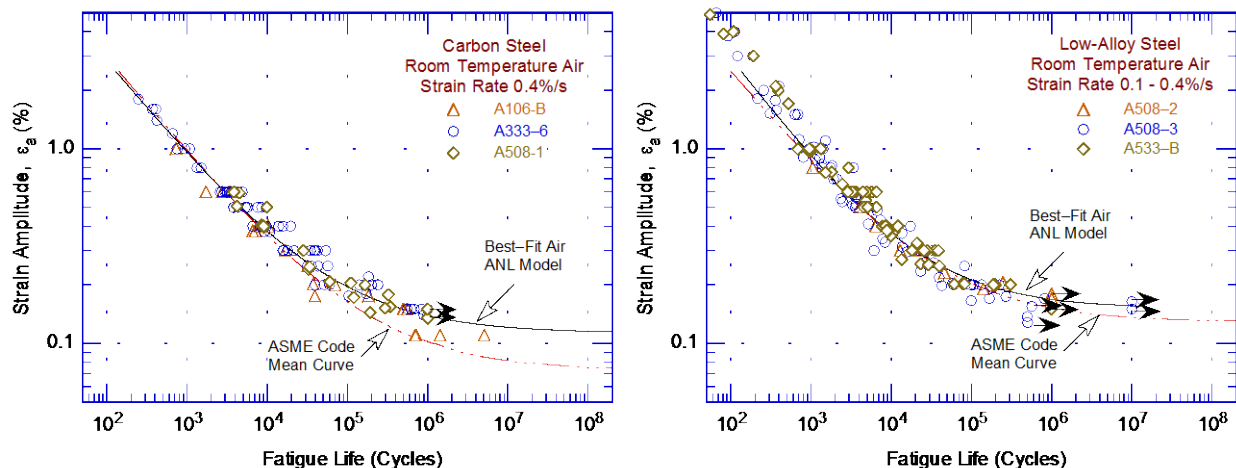 Carbon Steel
Room Temperature Air
Strain Rate 0.4%/s
A106-B
A333–6
A508-1
Best–Fit Air
ANL Model
ASME Code
Mean Curve
1.0
0.1
Strain Amplitude, εa (%)
10² 10³ 10⁴ 10⁵ 10⁶ 10⁷ 10⁸
Fatigue Life (Cycles)
Low-Alloy Steel
Room Temperature Air
Strain Rate 0.1 - 0.4%/s
A508–2
A508–3
A533–B
Best–Fit Air
ANL Model
ASME Code
Mean Curve
1.0
0.1
Strain Amplitude, εa (%)
10² 10³ 10⁴ 10⁵ 10⁶ 10⁷ 10⁸
Fatigue Life (Cycles)